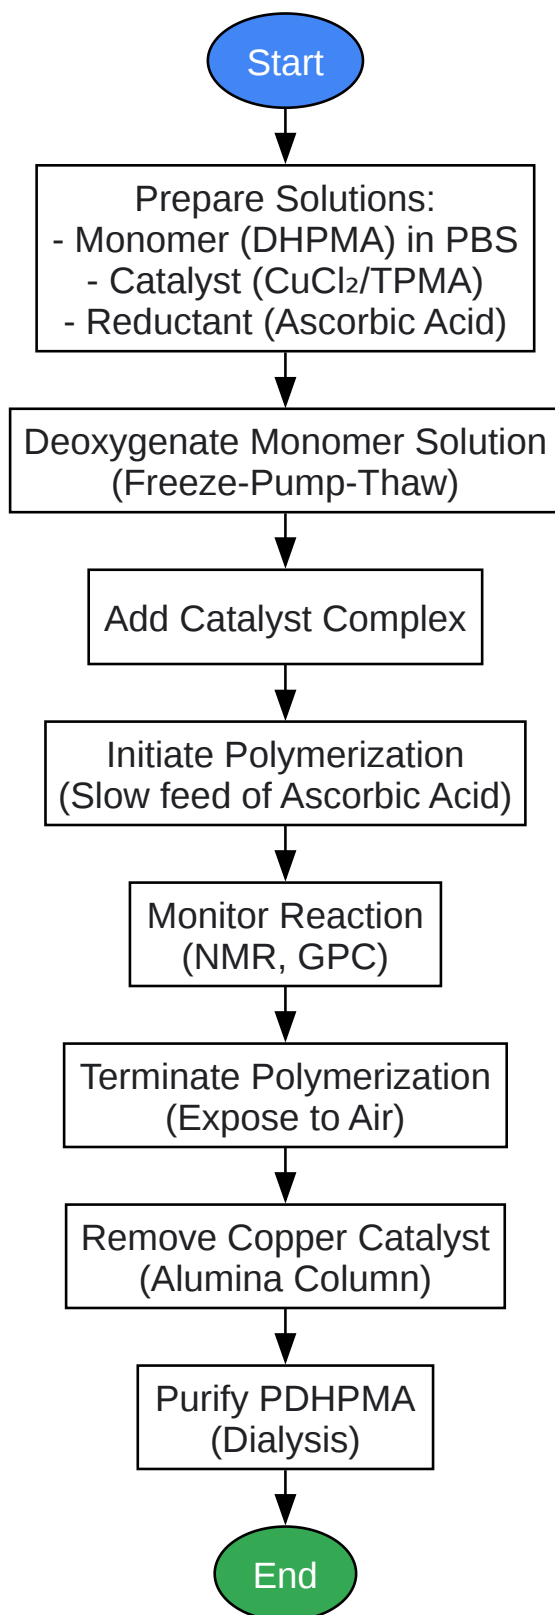 Start
Prepare Solutions:
- Monomer (DHPMA) in PBS
- Catalyst (CuCl₂/TPMA)
- Reductant (Ascorbic Acid)
Deoxygenate Monomer Solution
(Freeze-Pump-Thaw)
Add Catalyst Complex
Initiate Polymerization
(Slow feed of Ascorbic Acid)
Monitor Reaction
(NMR, GPC)
Terminate Polymerization
(Expose to Air)
Remove Copper Catalyst
(Alumina Column)
Purify PDHPMA
(Dialysis)
End